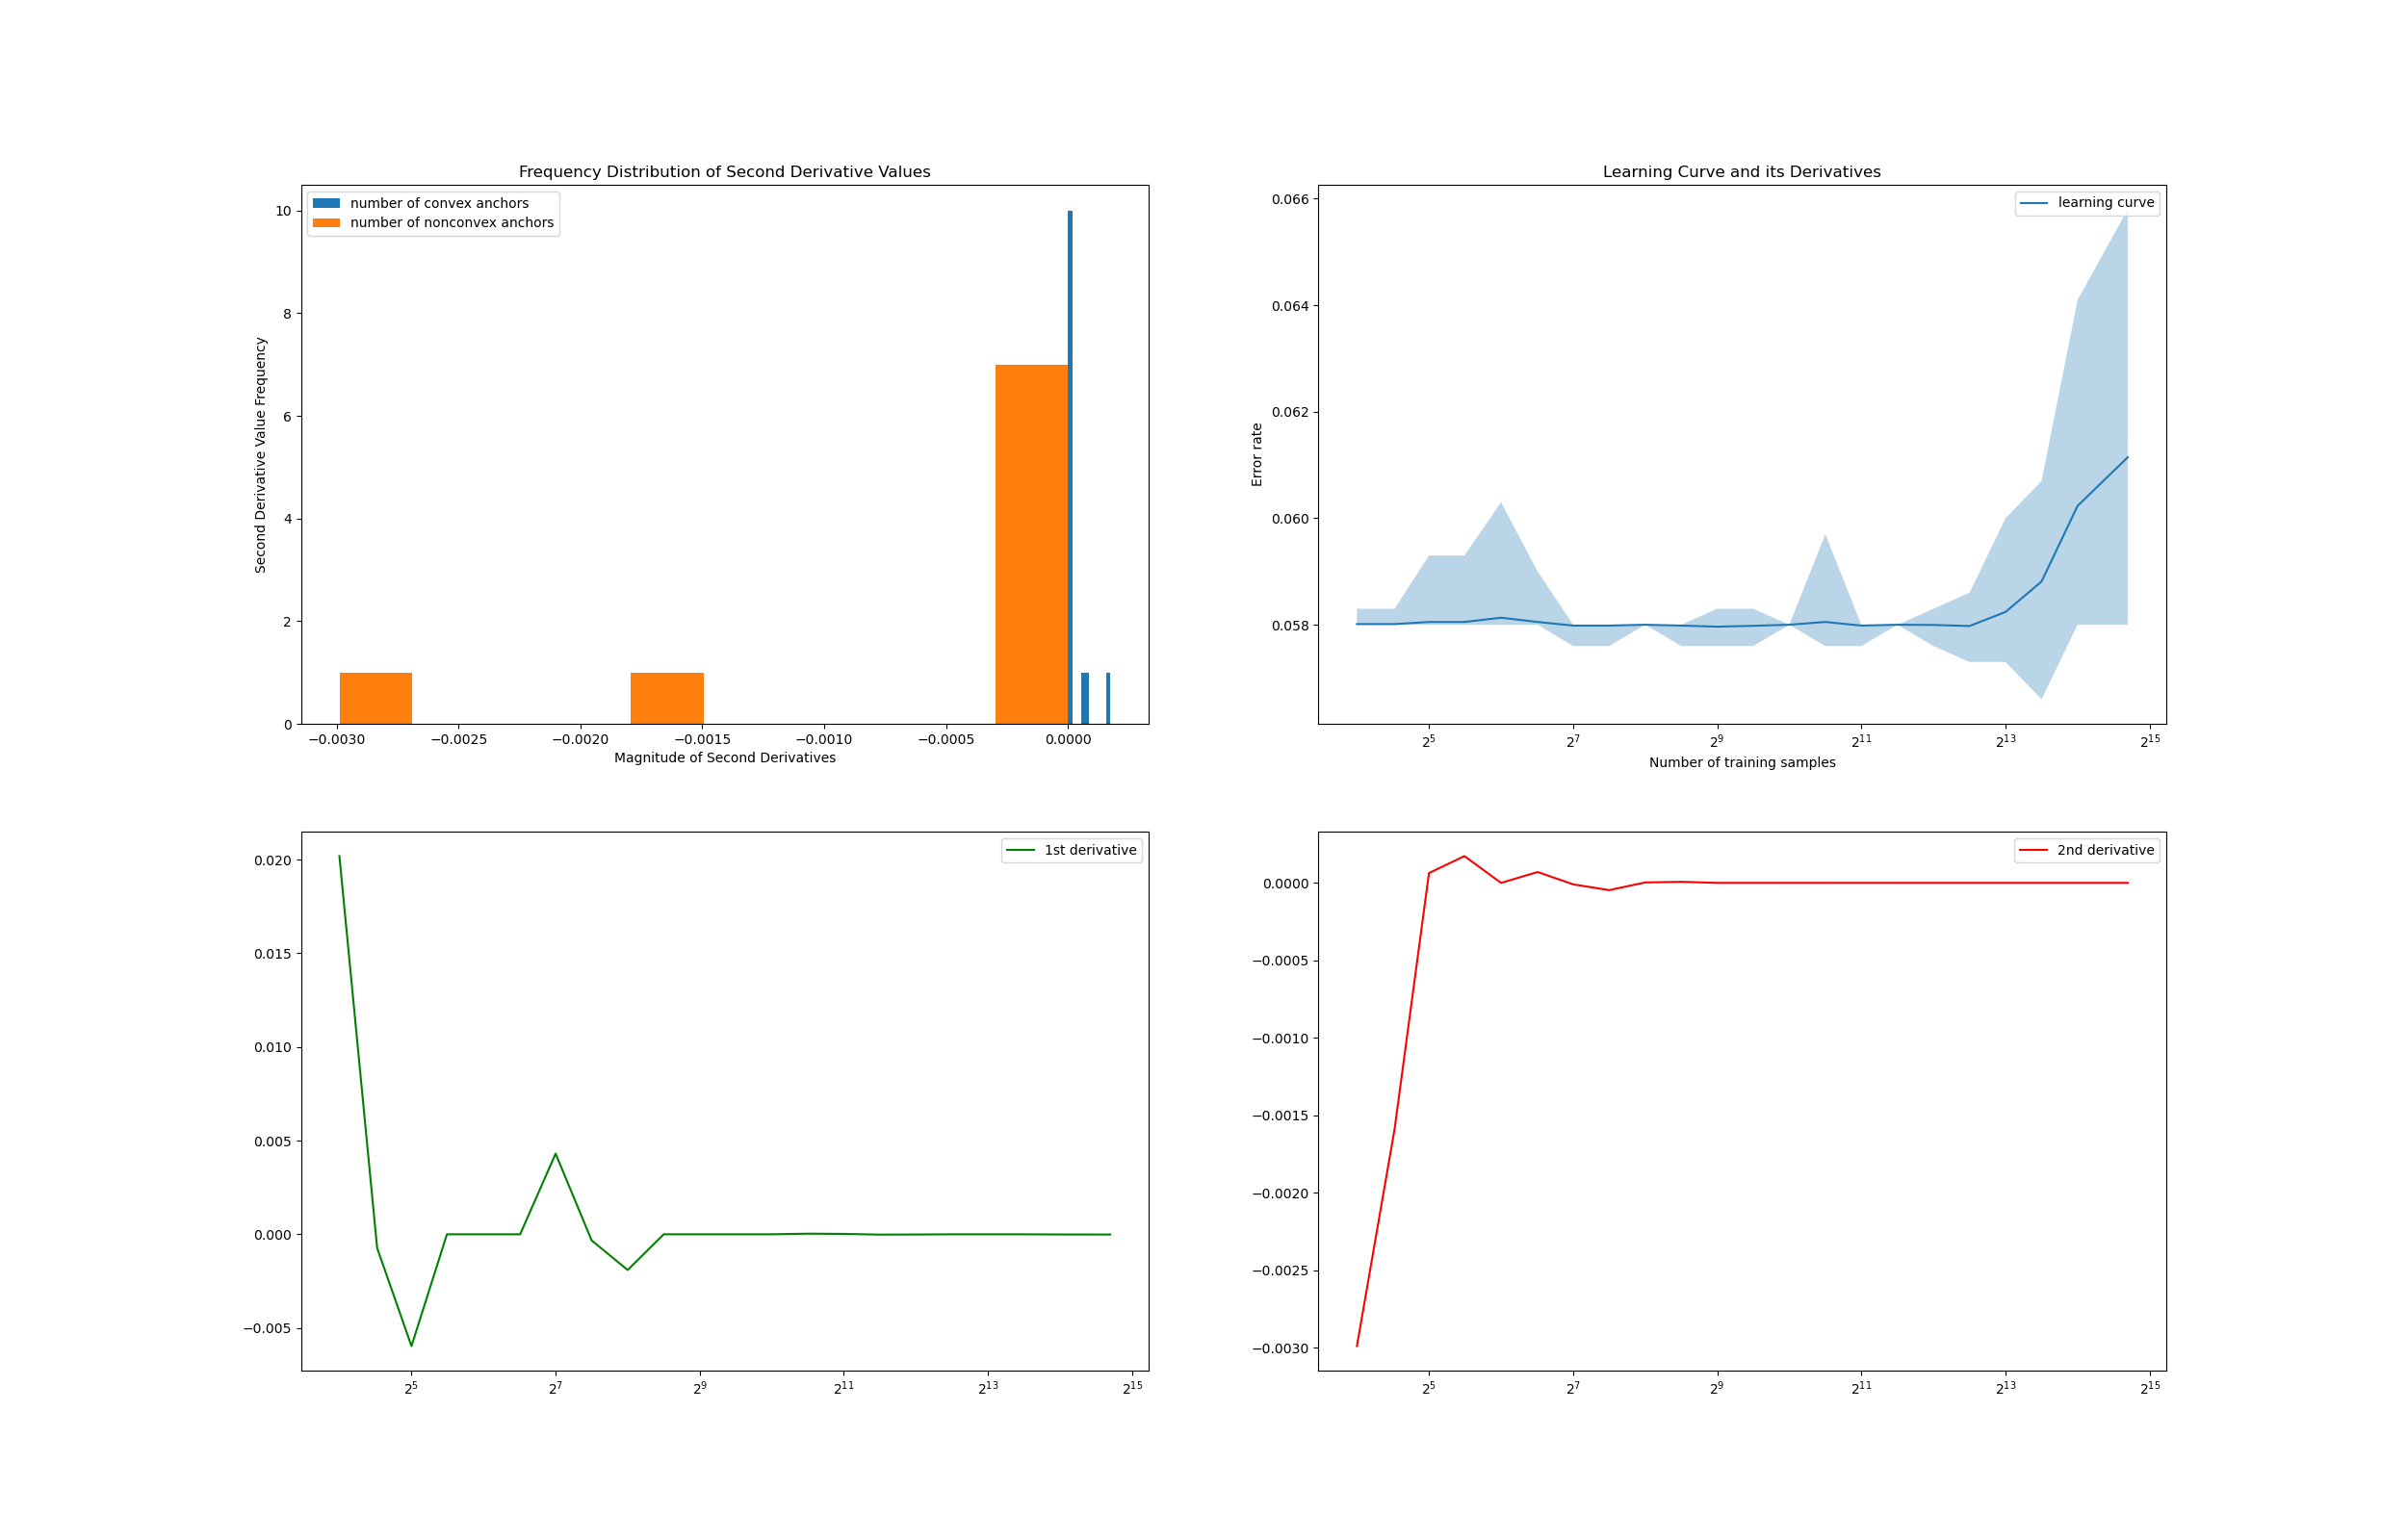 Frequency Distribution of Second Derivative Values
number of convex anchors
number of nonconvex anchors
10
8
6
4
2
0
Second Derivative Value Frequency
−0.0030 −0.0025 −0.0020 −0.0015 −0.0010 −0.0005 0.0000
Magnitude of Second Derivatives
Learning Curve and its Derivatives
learning curve
0.066
0.064
0.062
0.060
0.058
Error rate
2^5 2^7 2^9 2^11 2^13 2^15
Number of training samples
1st derivative
0.020
0.015
0.010
0.005
0.000
−0.005
2^5 2^7 2^9 2^11 2^13 2^15
2nd derivative
0.0000
−0.0005
−0.0010
−0.0015
−0.0020
−0.0025
−0.0030
2^5 2^7 2^9 2^11 2^13 2^15